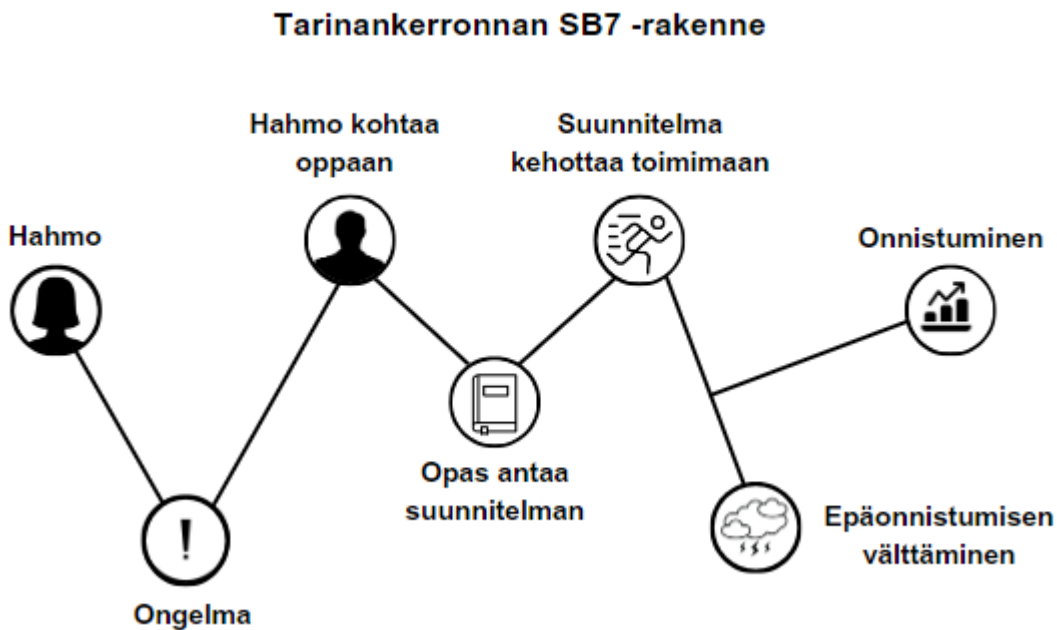 Tarinankerronnan SB7 -rakenne
Hahmo
Ongelma
Hahmo kohtaa
oppaan
Opas antaa
suunnitelman
Suunnitelma
kehottaa toimimaan
Onnistuminen
Epäonnistumisen
välttäminen